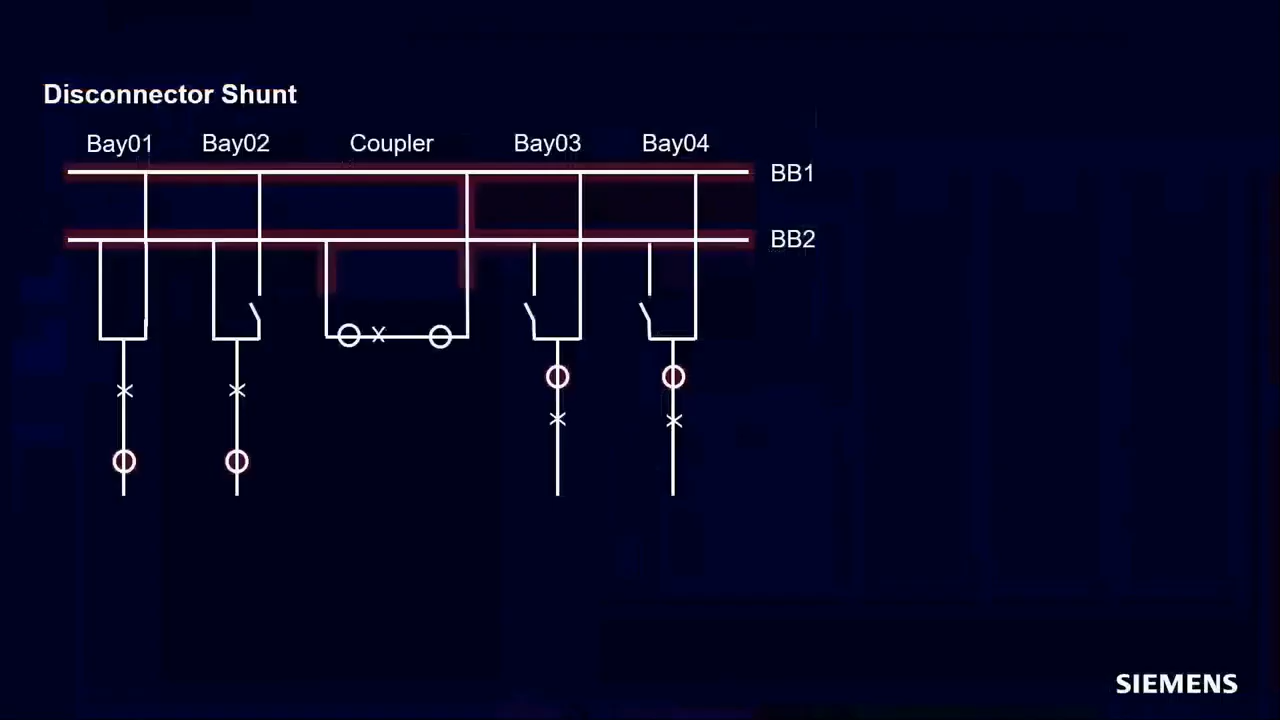 Disconnector Shunt
Bay01 Bay02 Coupler Bay03 Bay04
BB1
BB2
SIEMENS